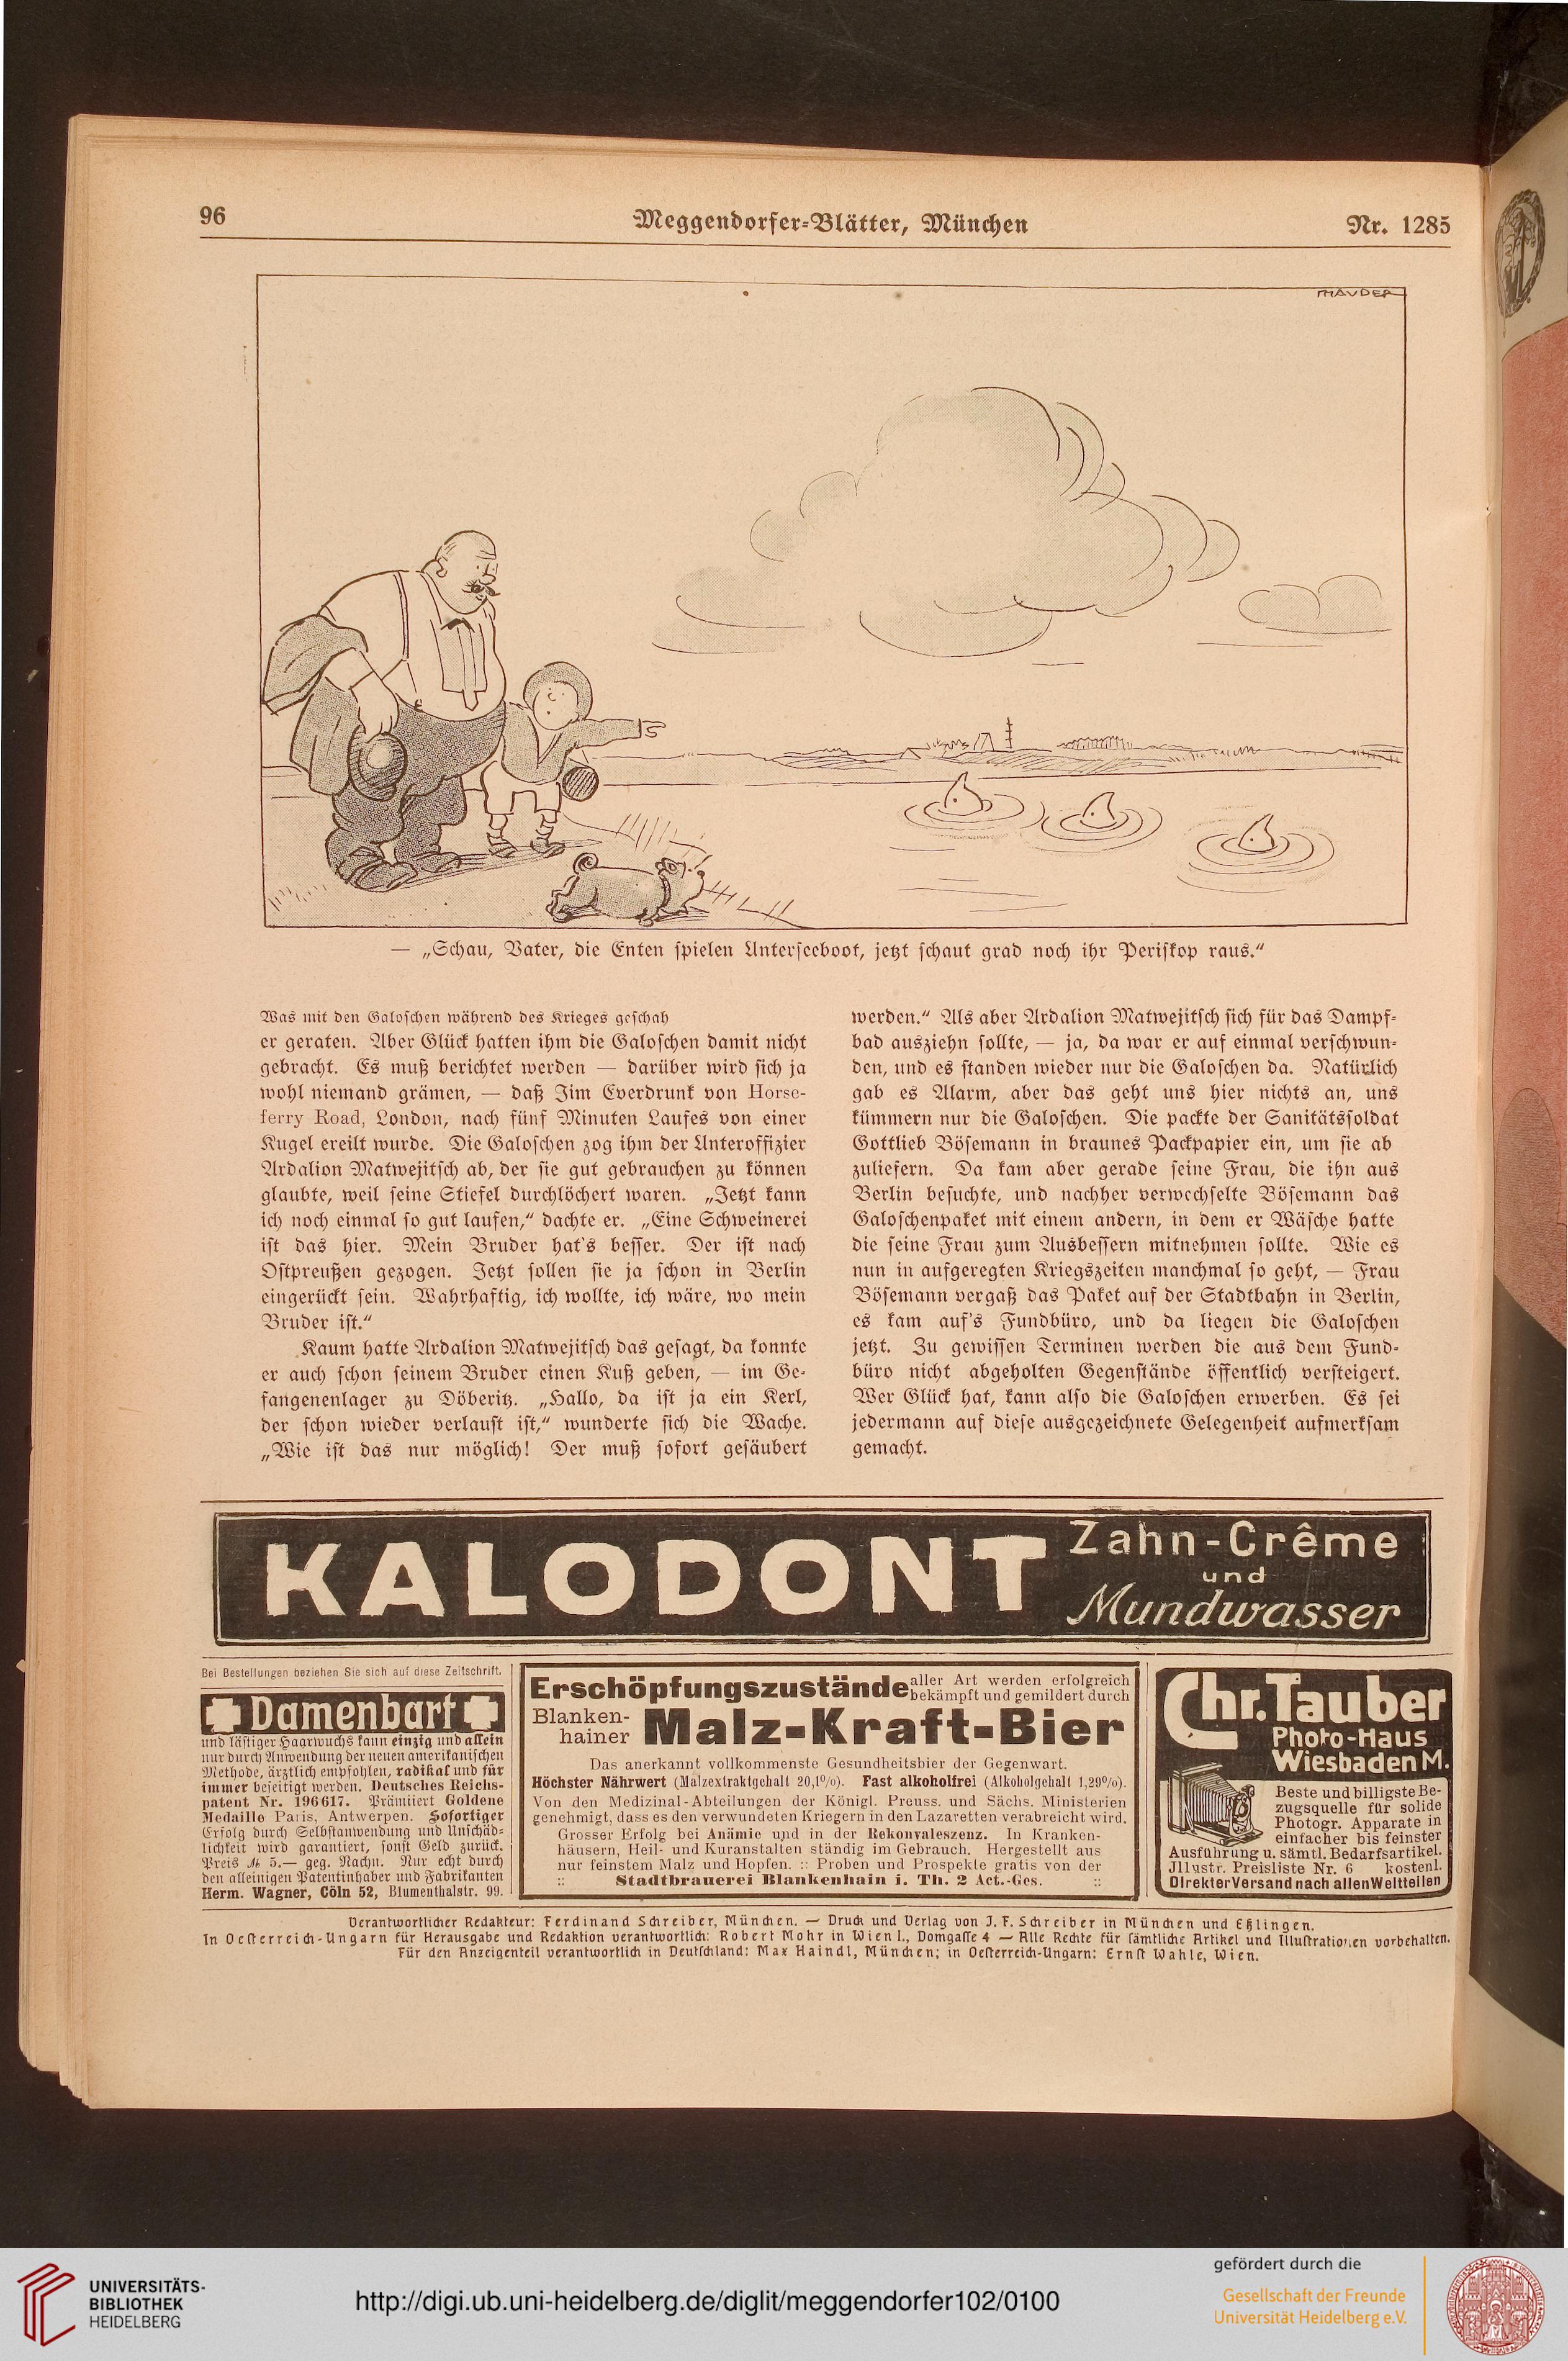 96
Meggendorfer-Blätter, München
Nr. 1285
MAUDER
— „Schau, Vater, die Enten spielen Unterseeboot, jetzt schaut grad noch ihr Periskop raus.“
Was mit den Galoschen während des Krieges geschah
er geraten. Aber Glück hatten ihm die Galoschen damit nicht
gebracht. Es muß berichtet werden — darüber wird sich ja
wohl niemand grämen, — daß Jim Everdrunk von Horse-
ferry Road, London, nach fünf Minuten Laufes von einer
Kugel ereilt wurde. Die Galoschen zog ihm der Unteroffizier
Ardalion Matwejitsch ab, der sie gut gebrauchen zu können
glaubte, weil seine Stiefel durchlöchert waren. „Jetzt kann
ich noch einmal so gut laufen,“ dachte er. „Eine Schweinerei
ist das hier. Mein Bruder hat's besser. Der ist nach
Ostpreußen gezogen. Jetzt sollen sie ja schon in Berlin
eingerückt sein. Wahrhaftig, ich wollte, ich wäre, wo mein
Bruder ist.“
Kaum hatte Ardalion Matwejitsch das gesagt, da konnte
er auch schon seinem Bruder einen Kuß geben, — im Ge-
fangenenlager zu Döberitz. „Hallo, da ist ja ein Kerl,
der schon wieder verlaust ist,“ wunderte sich die Wache.
„Wie ist das nur möglich! Der muß sofort gesäubert
werden.“ Als aber Ardalion Matwejitsch sich für das Dampf-
bad ausziehn sollte, — ja, da war er auf einmal verschwun-
den, und es standen wieder nur die Galoschen da. Natürlich
gab es Alarm, aber das geht uns hier nichts an, uns
kümmern nur die Galoschen. Die packte der Sanitätssoldat
Gottlieb Bösemann in braunes Packpapier ein, um sie ab
zuliefern. Da kam aber gerade seine Frau, die ihn aus
Berlin besuchte, und nachher verwechselte Bösemann das
Galoschenpaket mit einem andern, in dem er Wäsche hatte
die seine Frau zum Ausbessern mitnehmen sollte. Wie es
nun in aufgeregten Kriegszeiten manchmal so geht, — Frau
Bösemann vergaß das Paket auf der Stadtbahn in Berlin,
es kam auf's Fundbüro, und da liegen die Galoschen
jetzt. Zu gewissen Terminen werden die aus dem Fund-
büro nicht abgeholten Gegenstände öffentlich versteigert.
Wer Glück hat, kann also die Galoschen erwerben. Es sei
jedermann auf diese ausgezeichnete Gelegenheit aufmerksam
gemacht.
KALODONT
Zahn-Crême
und
Mundwasser
Bei Bestellungen beziehen Sie sich auf diese Zeitschrift.
Damenbart
und lästiger Haarwuchs kann einzig und allein
nur durch Anwendung der neuen amerikanischen
Methode, ärztlich empfohlen, radikal und für
immer beseitigt werden. Deutsches Reichs-
patent Nr. 196617. Prämiiert Goldene
Medaille Paris, Antwerpen. Sofortiger
Erfolg durch Selbstanwendung und Unschäd-
lichkeit wird garantiert, sonst Geld zurück.
Preis ℳ 5.— geg. Nachn. Nur echt durch
den alleinigen Patentinhaber und Fabrikanten
Herm. Wagner, Cöln 52, Blumenthalstr. 99.
Erschöpfungszustände aller Art werden erfolgreich
bekämpft und gemildert durch
Blanken-
hainer
Malz-Kraft-Bier
Das anerkannt vollkommenste Gesundheitsbier der Gegenwart.
Höchster Nährwert (Malzextraktgehalt 20,1%). Fast alkoholfrei (Alkoholgehalt 1,29%).
Von den Medizinal-Abteilungen der Königl. Preuss. und Sächs. Ministerien
genehmigt, dass es den verwundeten Kriegern in den Lazaretten verabreicht wird.
Grosser Erfolg bei Anämie und in der Rekonvaleszenz. In Kranken-
häusern, Heil- und Kuranstalten ständig im Gebrauch. Hergestellt aus
nur feinstem Malz und Hopfen. :: Proben und Prospekte gratis von der
:: Stadtbrauerei Blankenhain i. Th. 2 Act.-Ges. ::
Chr. Tauber
Photo-Haus
Wiesbaden M.
Beste und billigste Be-
zugsquelle für solide
Photogr. Apparate in
einfacher bis feinster
Ausführung u. sämtl. Bedarfsartikel.
Jllustr. Preisliste Nr. 6 kostenl.
Direkter Versand nach allen Weltteilen
Verantwortlicher Redakteur: Ferdinand Schreiber, München. — Druck und Verlag von J. F. Schreiber in München und Eßlingen.
In Oesterreich-Ungarn für Herausgabe und Redaktion verantwortlich: Robert Mohr in Wien I., Domgasse 4 — Alle Rechte für sämtliche Artikel und Illustrationen vorbehalten.
Für den Anzeigenteil verantwortlich in Deutschland: Max Haindl, München; in Oesterreich-Ungarn: Ernst Wahle, Wien.
UNIVERSITÄTS-
BIBLIOTHEK
HEIDELBERG
http://digi.ub.uni-heidelberg.de/diglit/meggendorfer102/0100
gefördert durch die
Gesellschaft der Freunde
Universität Heidelberg e.V.